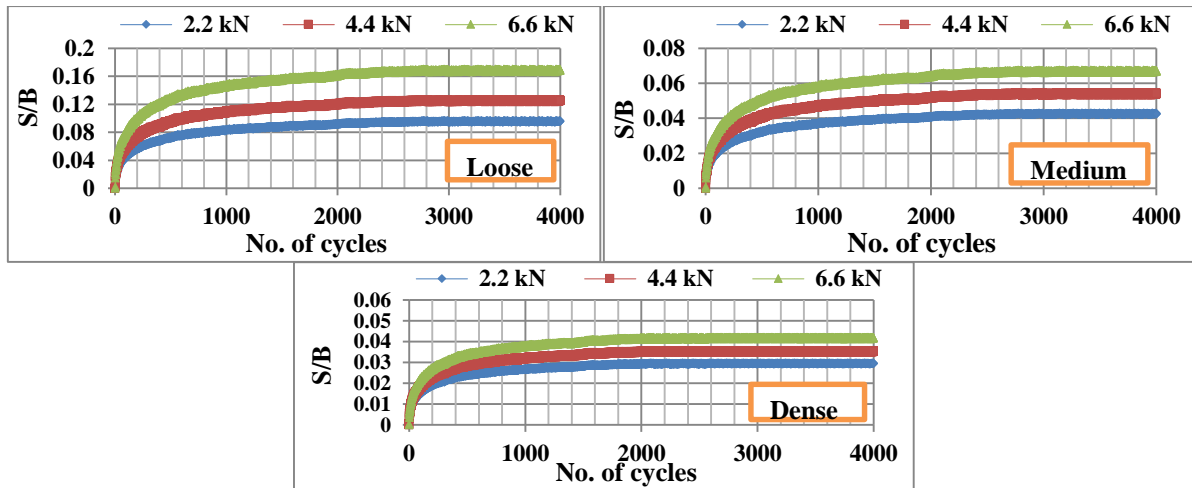 2.2 kN 4.4 kN 6.6 kN
0.2
0.16
0.12
0.08
0.04
0
S/B
Loose
0 1000 2000 3000 4000
No. of cycles
2.2 kN 4.4 kN 6.6 kN
0.08
0.06
0.04
0.02
0
S/B
Medium
0 1000 2000 3000 4000
No. of cycles
2.2 kN 4.4 kN 6.6 kN
0.06
0.05
0.04
0.03
0.02
0.01
0
S/B
Dense
0 1000 2000 3000 4000
No. of cycles